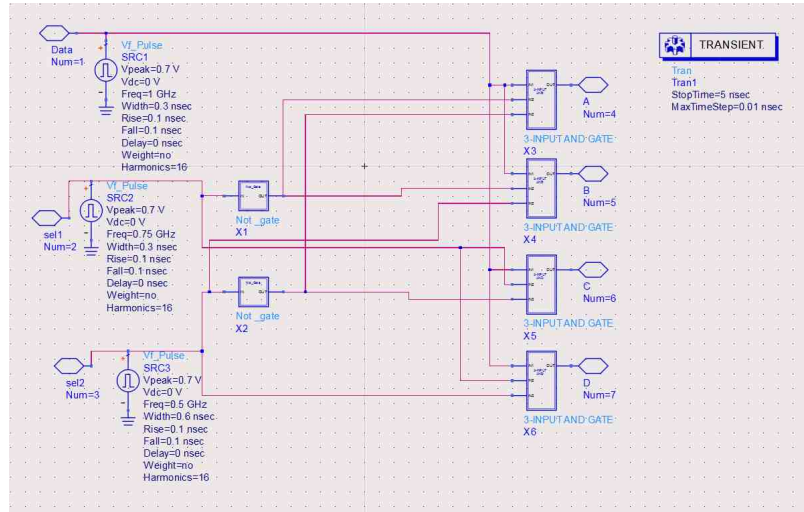 Data
Num=1
Vf_Pulse
SRC1
Vpeak=0.7 V
Vdc=0 V
Freq=1 GHz
Width=0.3 nsec
Rise=0.1 nsec
Fall=0.1 nsec
Delay=0 nsec
Weight=no
Harmonics=16
TRANSIENT
Tran
Tran1
StopTime=5 nsec
MaxTimeStep=0.01 nsec
A
Num=4
3-INPUT AND GATE
X3
Vf_Pulse
SRC2
Vpeak=0.7 V
Vdc=0 V
Freq=0.75 GHz
Width=0.3 nsec
Rise=0.1 nsec
Fall=0.1 nsec
Delay=0 nsec
Weight=no
Harmonics=16
sel1
Num=2
OUT
Not_gate
X1
B
Num=5
3-INPUT AND GATE
X4
OUT
Not_gate
X2
C
Num=6
3-INPUT AND GATE
X5
sel2
Num=3
Vf_Pulse
SRC3
Vpeak=0.7 V
Vdc=0 V
Freq=0.5 GHz
Width=0.6 nsec
Rise=0.1 nsec
Fall=0.1 nsec
Delay=0 nsec
Weight=no
Harmonics=16
D
Num=7
3-INPUT AND GATE
X6